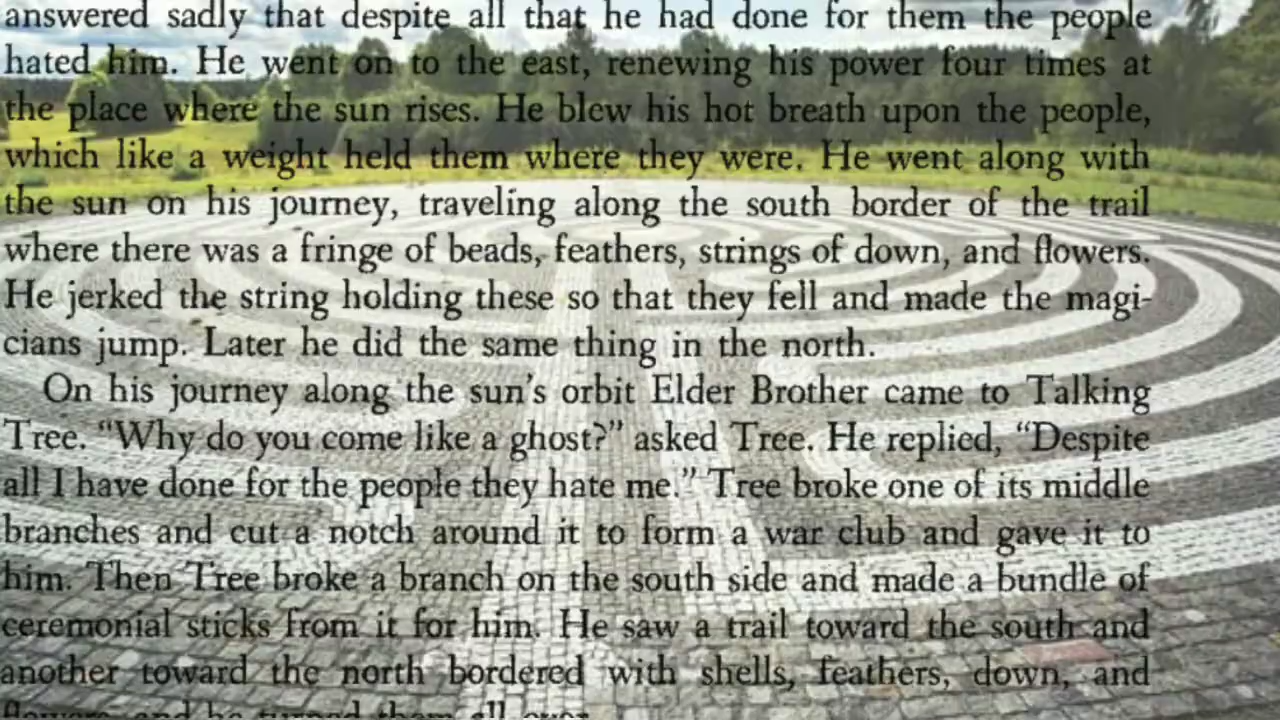 answered sadly that despite all that he had done for them the people
hated him. He went on to the east, renewing his power four times at
the place where the sun rises. He blew his hot breath upon the people,
which like a weight held them where they were. He went along with
the sun on his journey, traveling along the south border of the trail
where there was a fringe of beads, feathers, strings of down, and flowers.
He jerked the string holding these so that they fell and made the magi-
cians jump. Later he did the same thing in the north.
On his journey along the sun's orbit Elder Brother came to Talking
Tree. “Why do you come like a ghost?” asked Tree. He replied, “Despite
all I have done for the people they hate me.” Tree broke one of its middle
branches and cut a notch around it to form a war club and gave it to
him. Then Tree broke a branch on the south side and made a bundle of
ceremonial sticks from it for him. He saw a trail toward the south and
another toward the north bordered with shells, feathers, down, and
flowers and he turned them all over